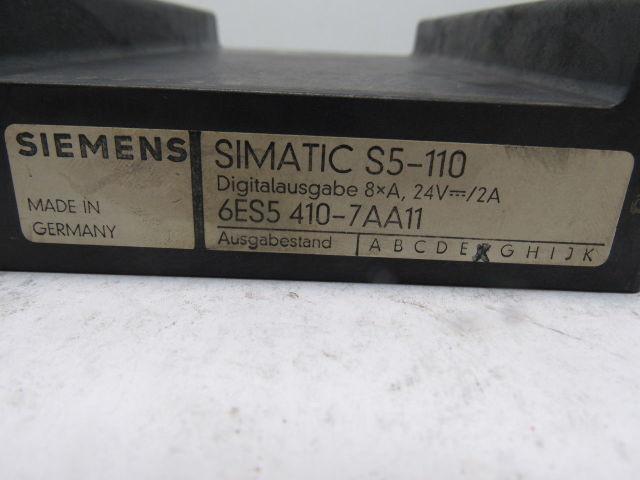 SIEMENS
MADE IN
GERMANY
SIMATIC S5-110
Digitalausgabe 8×A, 24V⎓/2A
6ES5 410-7AA11
Ausgabestand A B C D E G H I J K